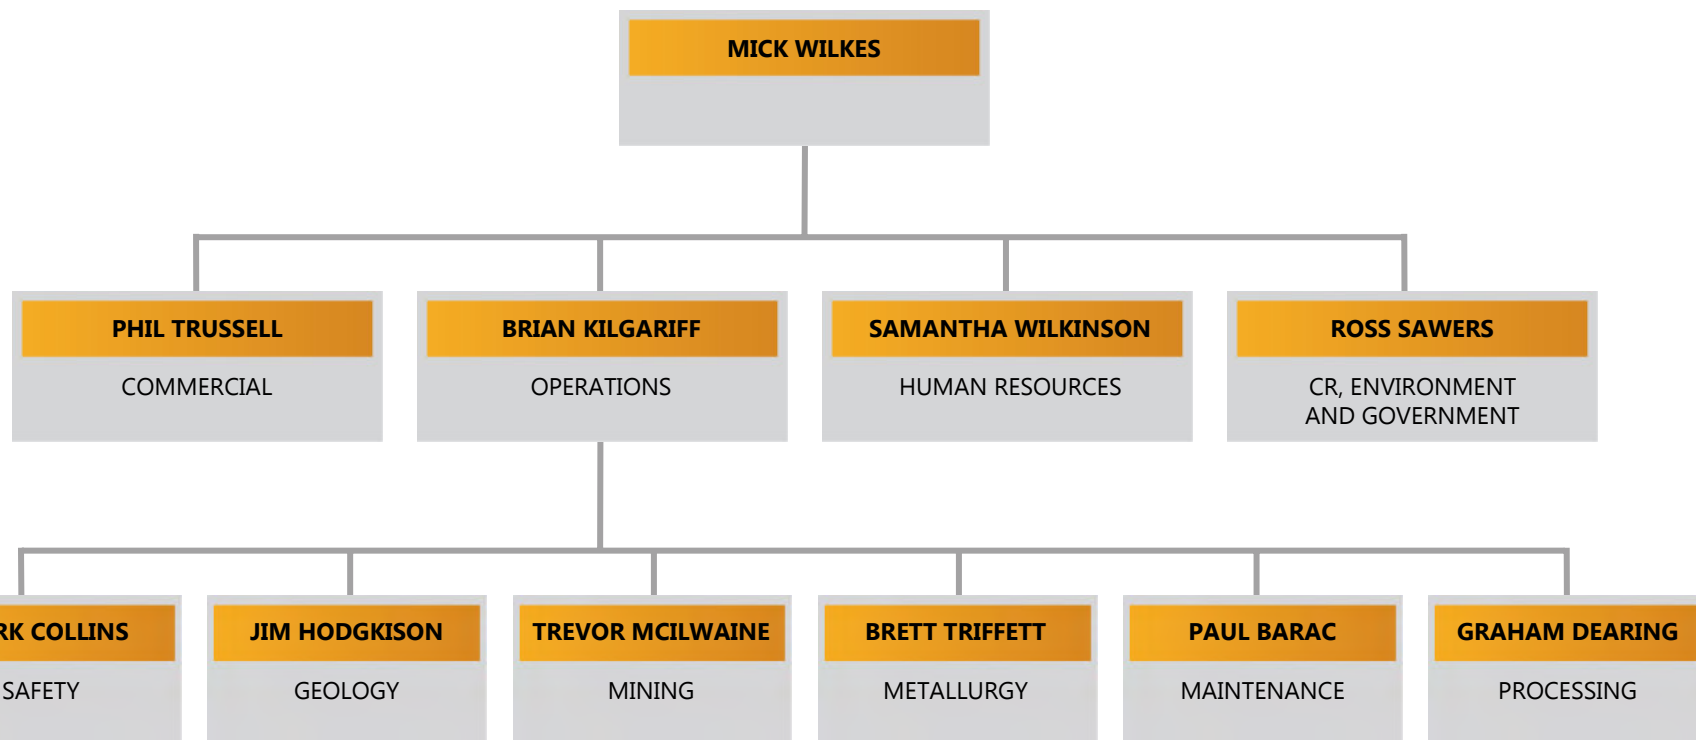 MICK WILKES
PHIL TRUSSELL
COMMERCIAL
BRIAN KILGARIFF
OPERATIONS
SAMANTHA WILKINSON
HUMAN RESOURCES
ROSS SAWERS
CR, ENVIRONMENT
AND GOVERNMENT
COLLINS
SAFETY
JIM HODGKISON
GEOLOGY
TREVOR MCILWAINE
MINING
BRETT TRIFFETT
METALLURGY
PAUL BARAC
MAINTENANCE
GRAHAM DEARING
PROCESSING